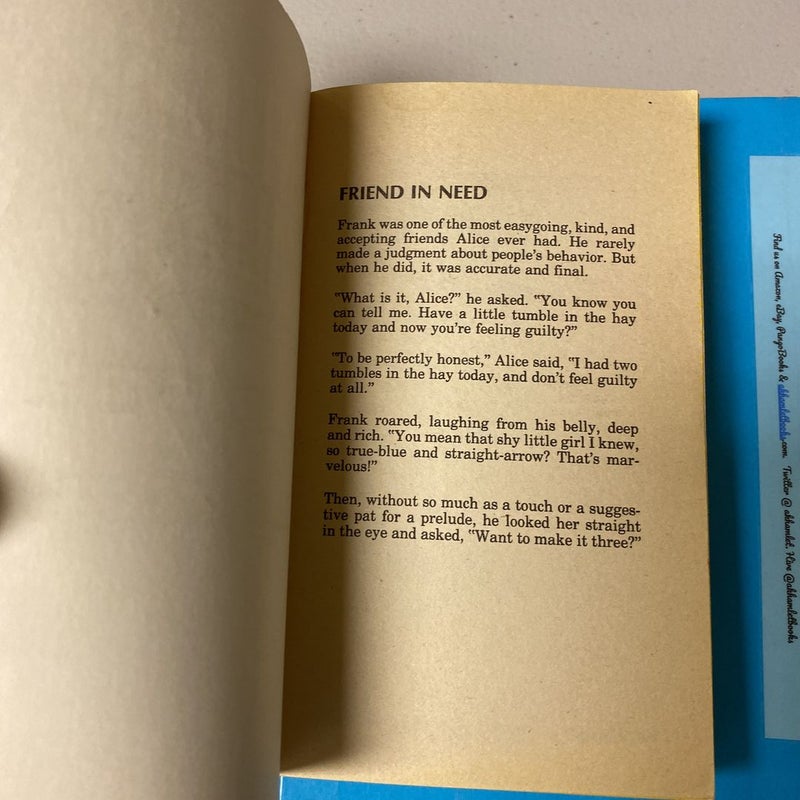 FRIEND IN NEED
Frank was one of the most easygoing, kind, and
accepting friends Alice ever had. He rarely
made a judgment about people's behavior. But
when he did, it was accurate and final.
"What is it, Alice?" he asked. "You know you
can tell me. Have a little tumble in the hay
today and now you're feeling guilty?"
"To be perfectly honest," Alice said, "I had two
tumbles in the hay today, and don't feel guilty
at all."
Frank roared, laughing from his belly, deep
and rich. "You mean that shy little girl I knew,
so true-blue and straight-arrow? That's mar-
velous!"
Then, without so much as a touch or a sugges-
tive pat for a prelude, he looked her straight
in the eye and asked, "Want to make it three?"
Find us on Amazon, eBay, PangoBooks & akhamletbooks.com. Twitter @ akhamlet. Hive @akhamletbooks